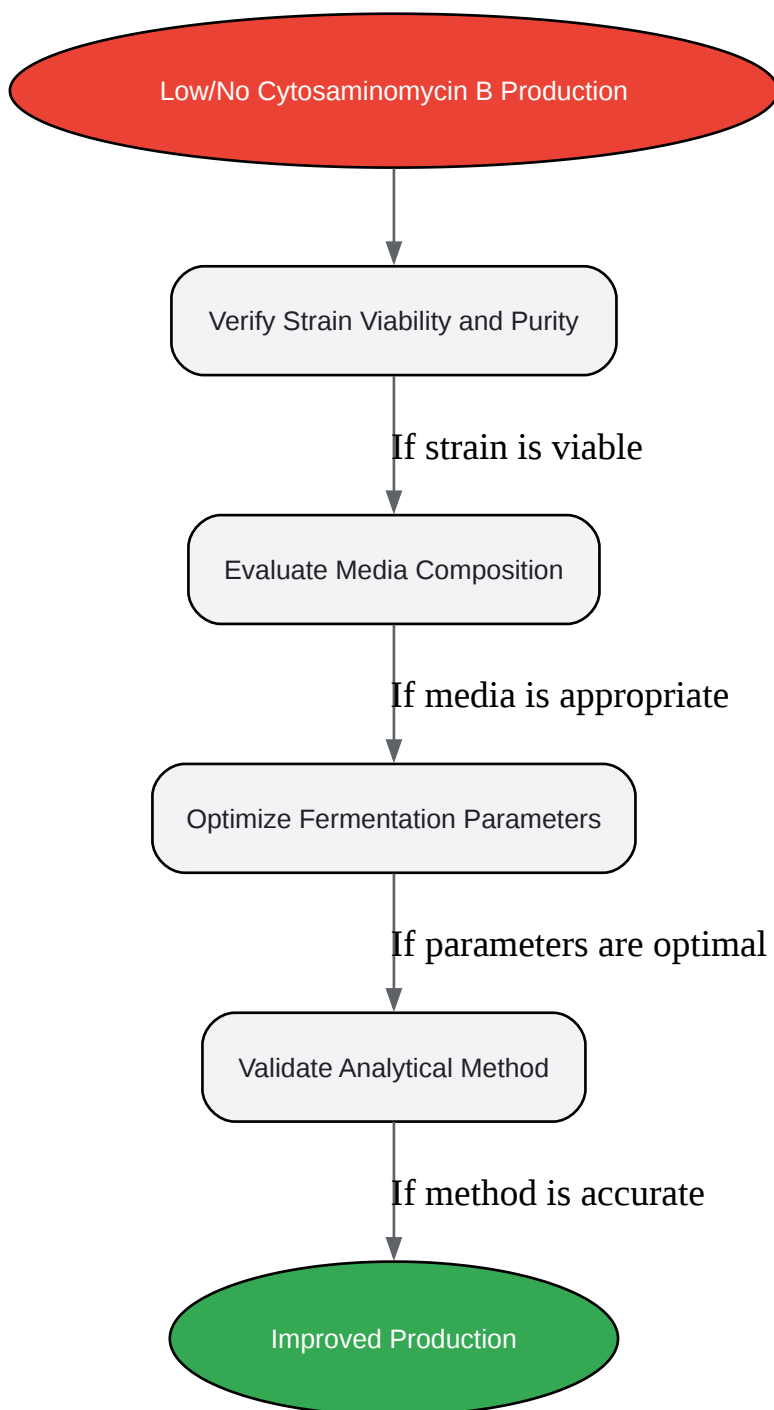 Low/No Cytosaminomycin B Production
Verify Strain Viability and Purity
If strain is viable
Evaluate Media Composition
If media is appropriate
Optimize Fermentation Parameters
If parameters are optimal
Validate Analytical Method
If method is accurate
Improved Production